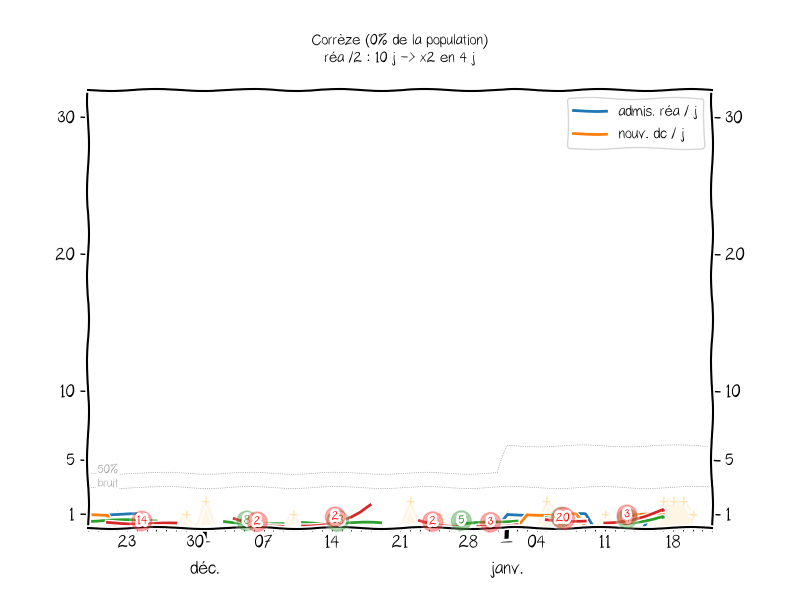 Corrèze (0% de la population)
réa /2 : 10 j -> x2 en 4 j
admis. réa / j
nouv. dc / j
30 30
20 20
10 10
5 5
1 1
50%
bruit
14 2 2 2 5 3 20 3
23 30 07 14 21 28 04 11 18
déc. janv.